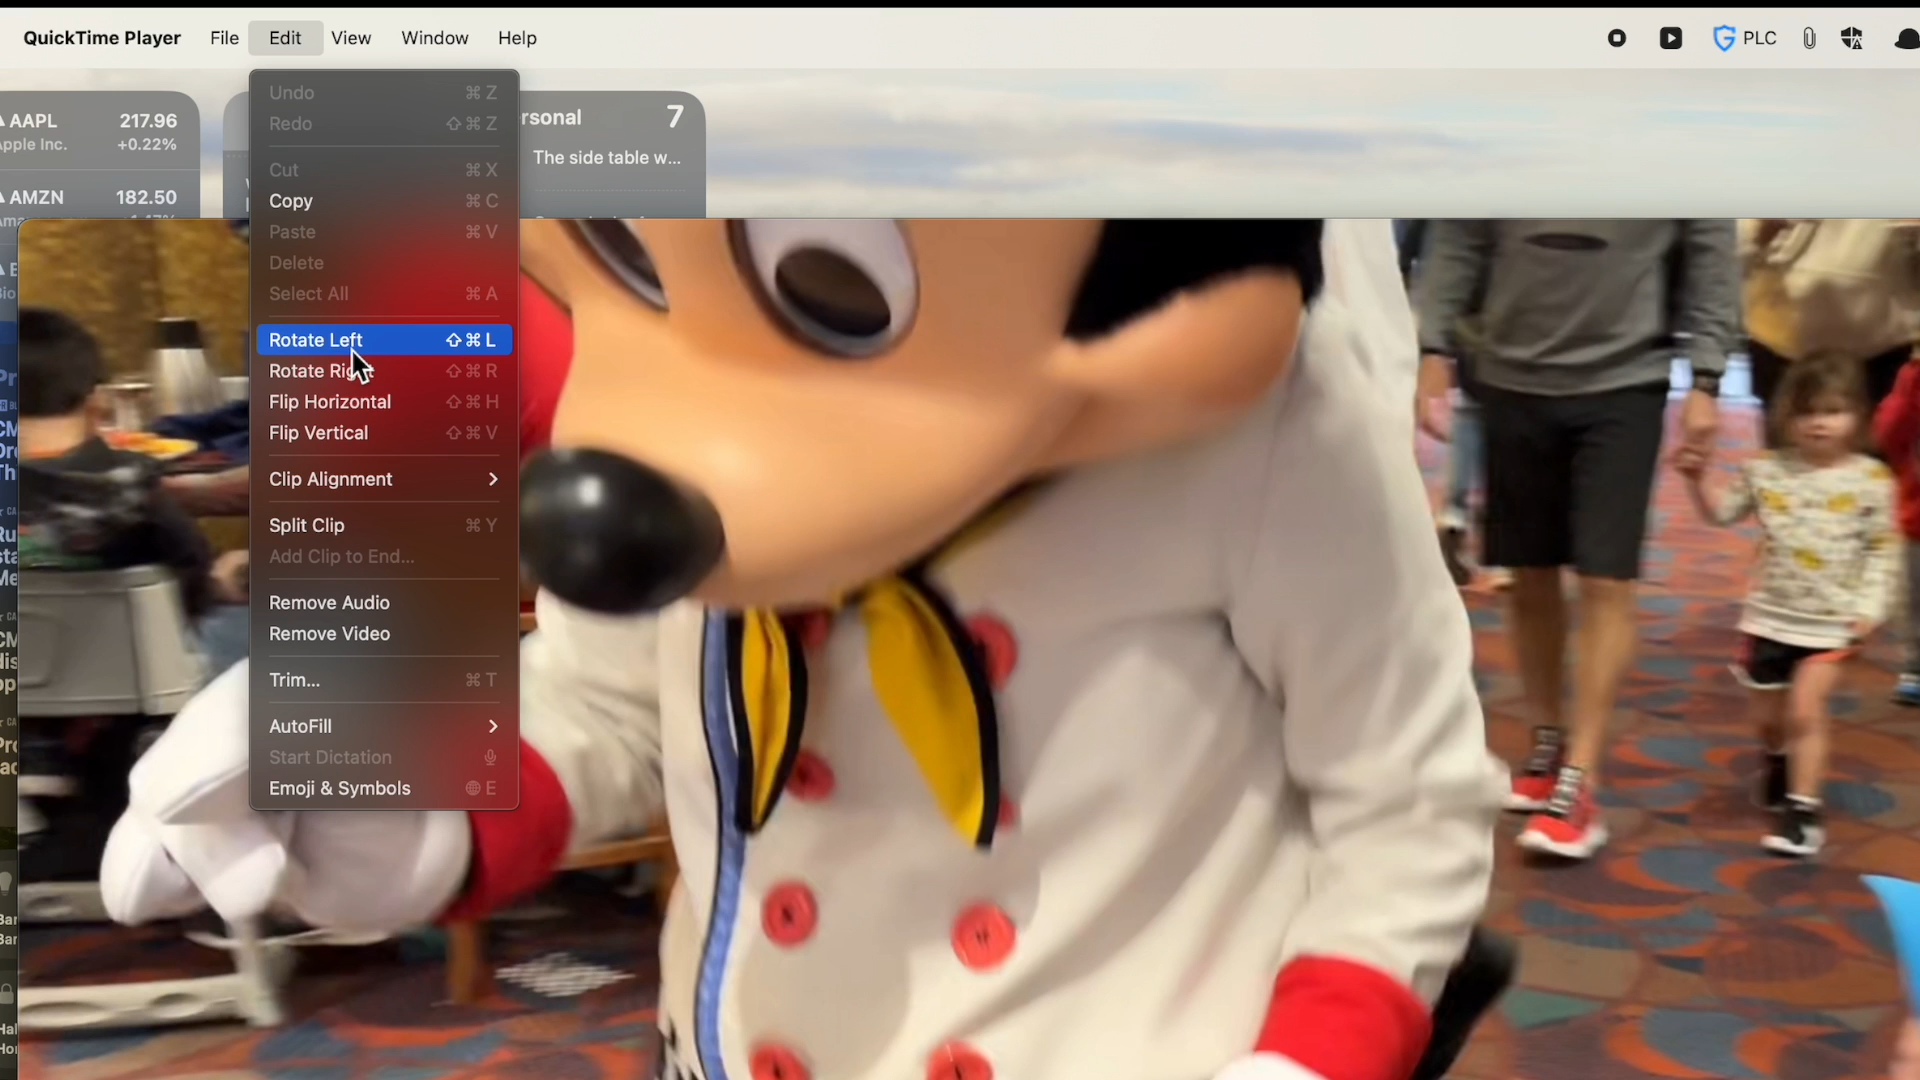 QuickTime Player File Edit View Window Help PLC
Undo ⌘ Z
Redo ⇧ ⌘ Z
Cut ⌘ X
Copy ⌘ C
Paste ⌘ V
Delete
Select All ⌘ A
Rotate Left ⇧ ⌘ L
Rotate ⇧ ⌘ R
Flip Horizontal ⇧ ⌘ H
Flip Vertical ⇧ ⌘ V
Clip Alignment
Split Clip ⌘ Y
Add Clip to End...
Remove Audio
Remove Video
Trim... ⌘ T
AutoFill
Start Dictation
Emoji & Symbols E
AAPL 217.96
Inc. +0.22%
AMZN 182.50
7
The side table w...